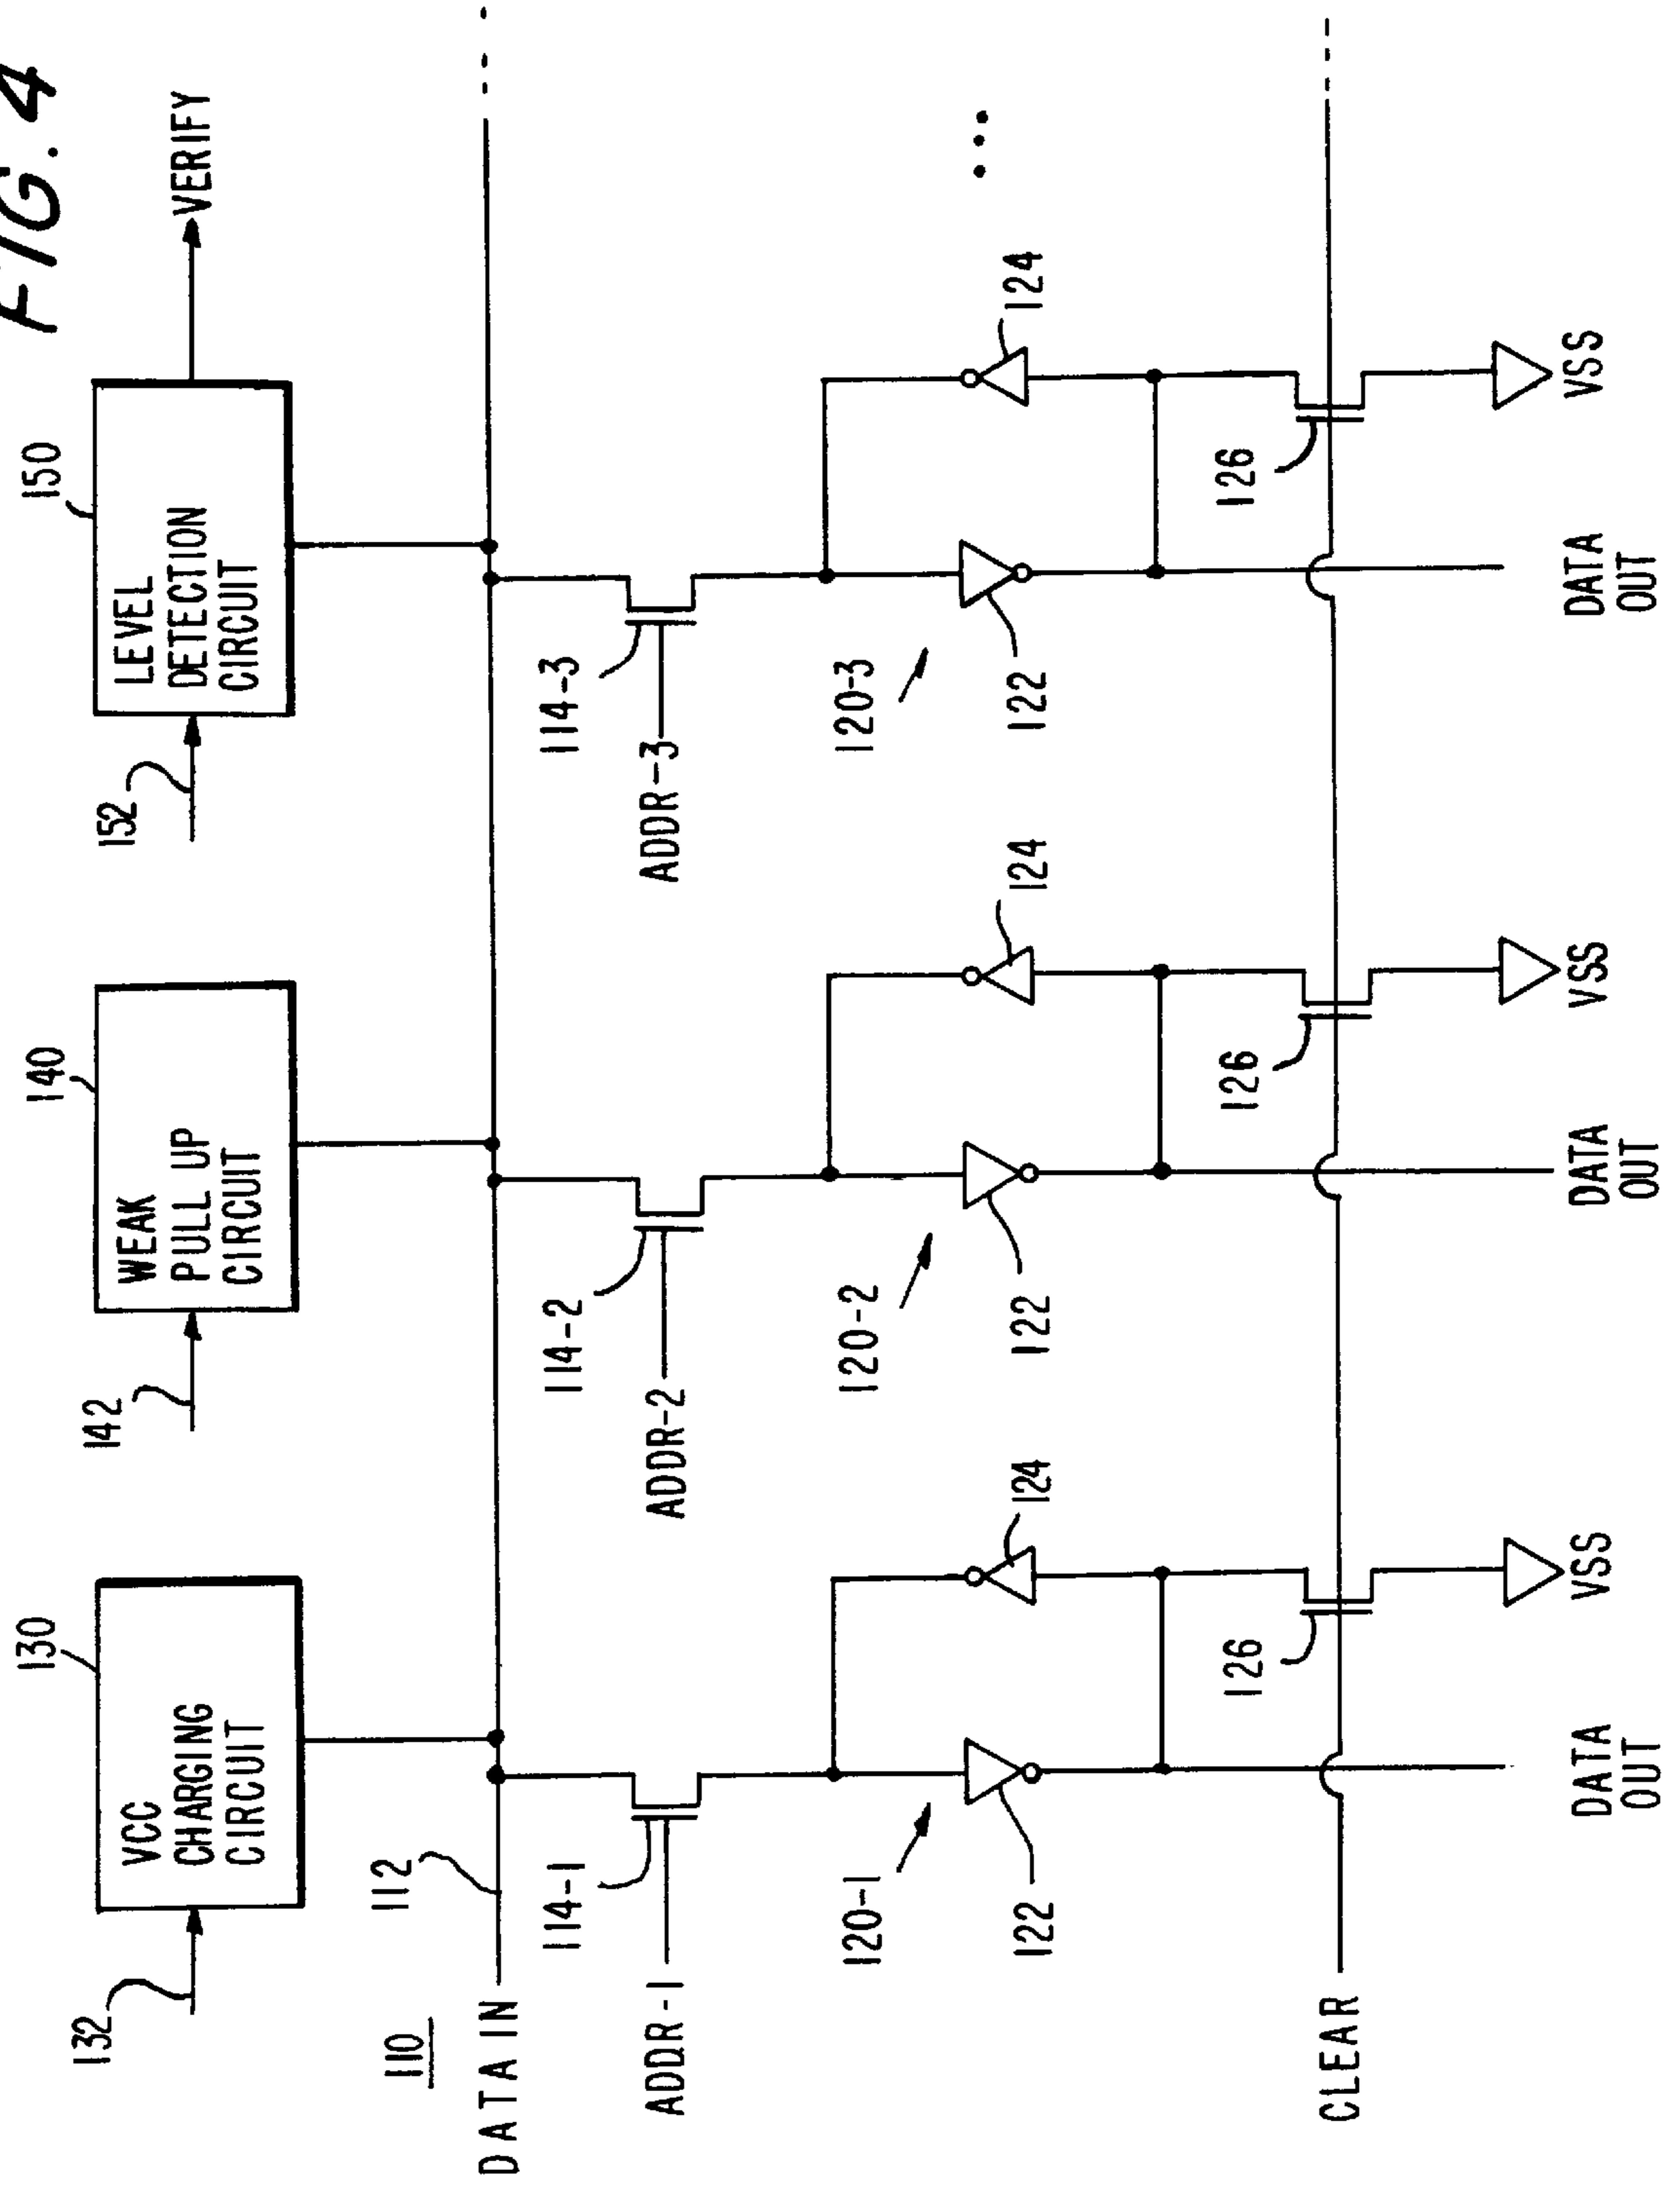 FIG. 4
130
140
150
132
142
152
VCC
CHARGING
CIRCUIT
WEAK
PULL UP
CIRCUIT
LEVEL
DETECTION
CIRCUIT
VERIFY
110
112
DATA IN
114-1
114-2
114-3
ADDR-1
ADDR-2
ADDR-3
120-1
120-2
120-3
122
124
122
124
122
124
126
126
126
CLEAR
DATA
OUT
VSS
DATA
OUT
VSS
DATA
OUT
VSS